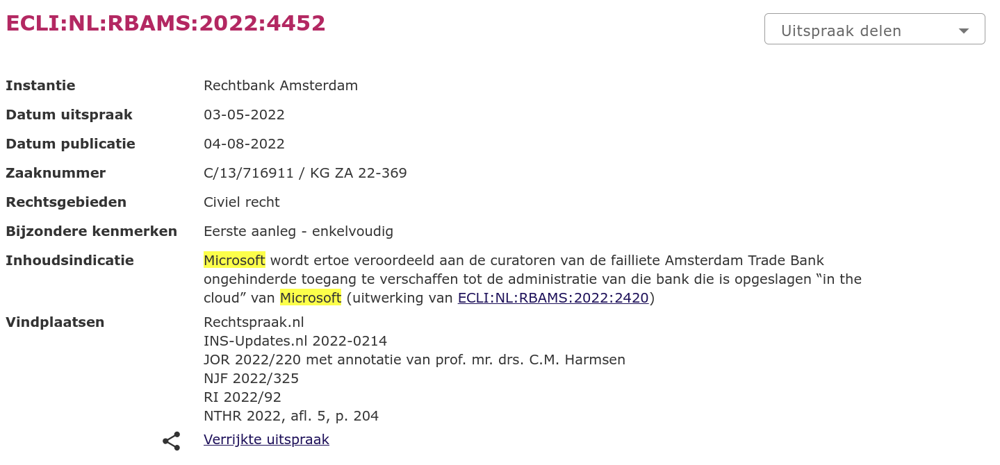 ECLI:NL:RBAMS:2022:4452
Uitspraak delen
Instantie Rechtbank Amsterdam
Datum uitspraak 03-05-2022
Datum publicatie 04-08-2022
Zaaknummer C/13/716911 / KG ZA 22-369
Rechtsgebieden Civiel recht
Bijzondere kenmerken Eerste aanleg - enkelvoudig
Inhoudsindicatie Microsoft wordt ertoe veroordeeld aan de curatoren van de failliete Amsterdam Trade Bank
ongehinderde toegang te verschaffen tot de administratie van die bank die is opgeslagen “in the
cloud” van Microsoft (uitwerking van ECLI:NL:RBAMS:2022:2420)
Vindplaatsen Rechtspraak.nl
INS-Updates.nl 2022-0214
JOR 2022/220 met annotatie van prof. mr. drs. C.M. Harmsen
NJF 2022/325
RI 2022/92
NTHR 2022, afl. 5, p. 204
Verrijkte uitspraak